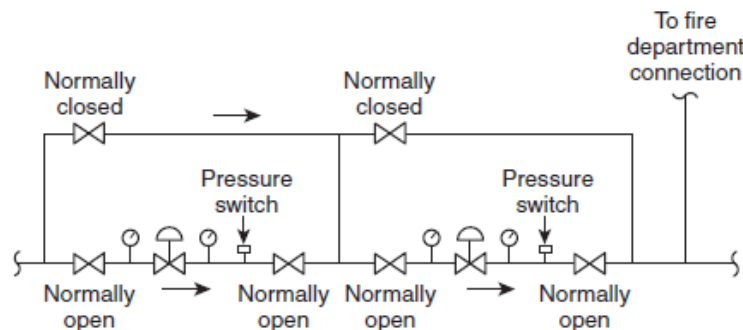 To fire
department
connection
Normally
closed
Normally
closed
Pressure
switch
Pressure
switch
Normally
open
Normally
open
Normally
open
Normally
open